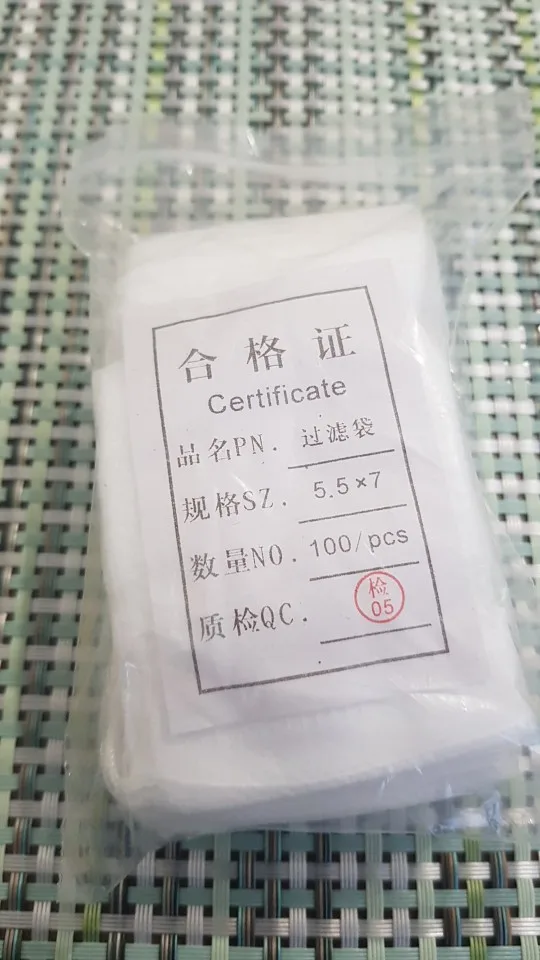 合格证
Certificate
品名PN. 过滤袋
规格SZ. 5.5×7
数量NO. 100/pcs
质检QC. 检
05